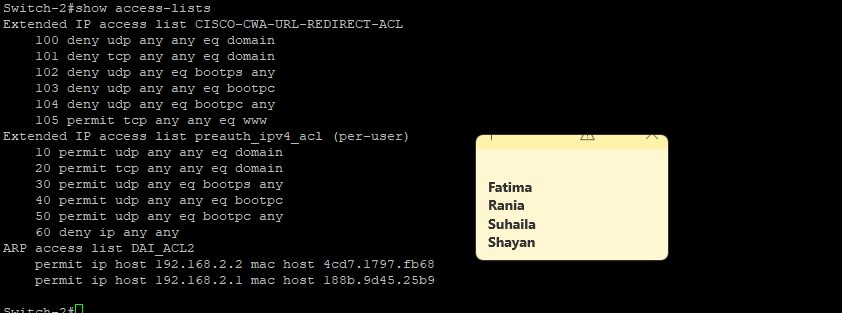 Switch-2#show access-lists
Extended IP access list CISCO-CWA-URL-REDIRECT-ACL
100 deny udp any any eq domain
101 deny tcp any any eq domain
102 deny udp any eq bootps any
103 deny udp any any eq bootpc
104 deny udp any eq bootpc any
105 permit tcp any any eq www
Extended IP access list preauth_ipv4_acl (per-user)
10 permit udp any any eq domain
20 permit tcp any any eq domain
30 permit udp any eq bootps any
40 permit udp any any eq bootpc
50 permit udp any eq bootpc any
60 deny ip any any
ARP access list DAI_ACL2
permit ip host 192.168.2.2 mac host 4cd7.1797.fb68
permit ip host 192.168.2.1 mac host 188b.9d45.25b9
Switch-2#
Fatima
Rania
Suhaila
Shayan